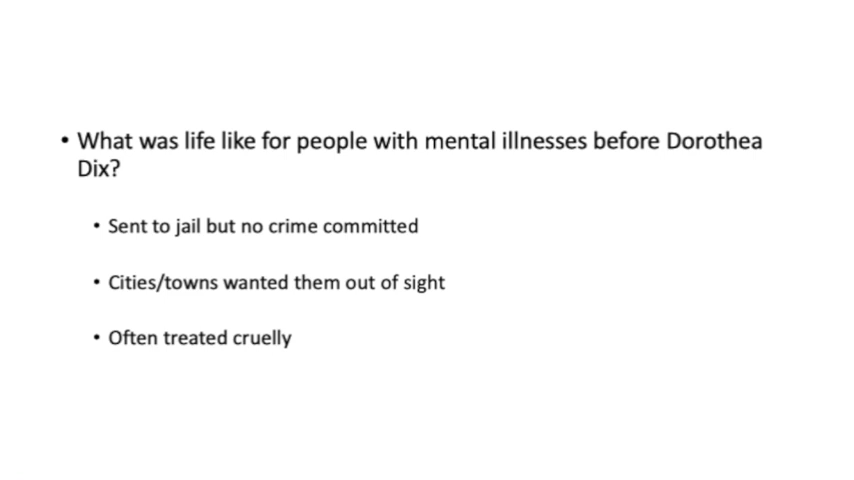 • What was life like for people with mental illnesses before Dorothea
Dix?
• Sent to jail but no crime committed
• Cities/towns wanted them out of sight
• Often treated cruelly